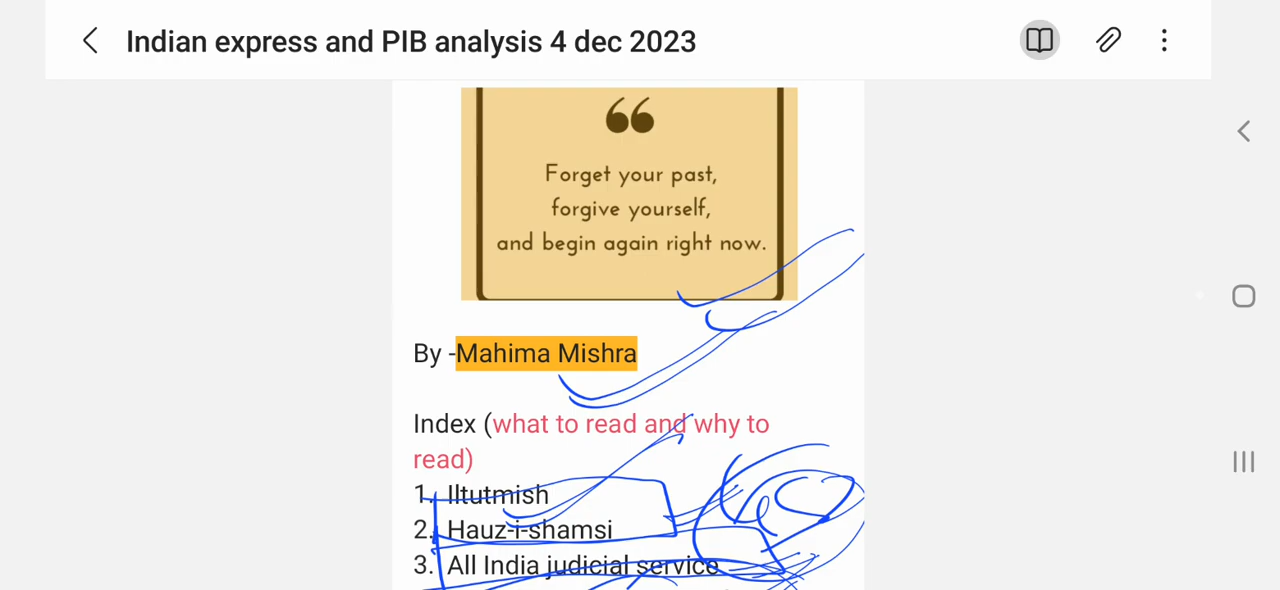 Indian express and PIB analysis 4 dec 2023
Forget your past,
forgive yourself,
and begin again right now.
By -Mahima Mishra
Index (what to read and why to
read)
1. Iltutmish
2. Hauz-i-shamsi
3. All India judicial service